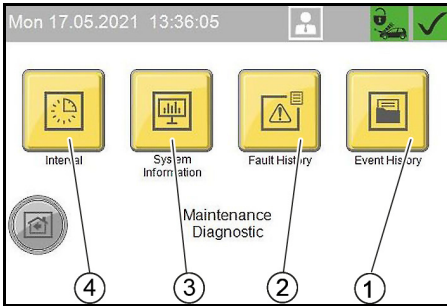 Mon 17.05.2021 13:36:05
Interval
System
Information
Fault History
Event History
Maintenance
Diagnostic
4
3
2
1